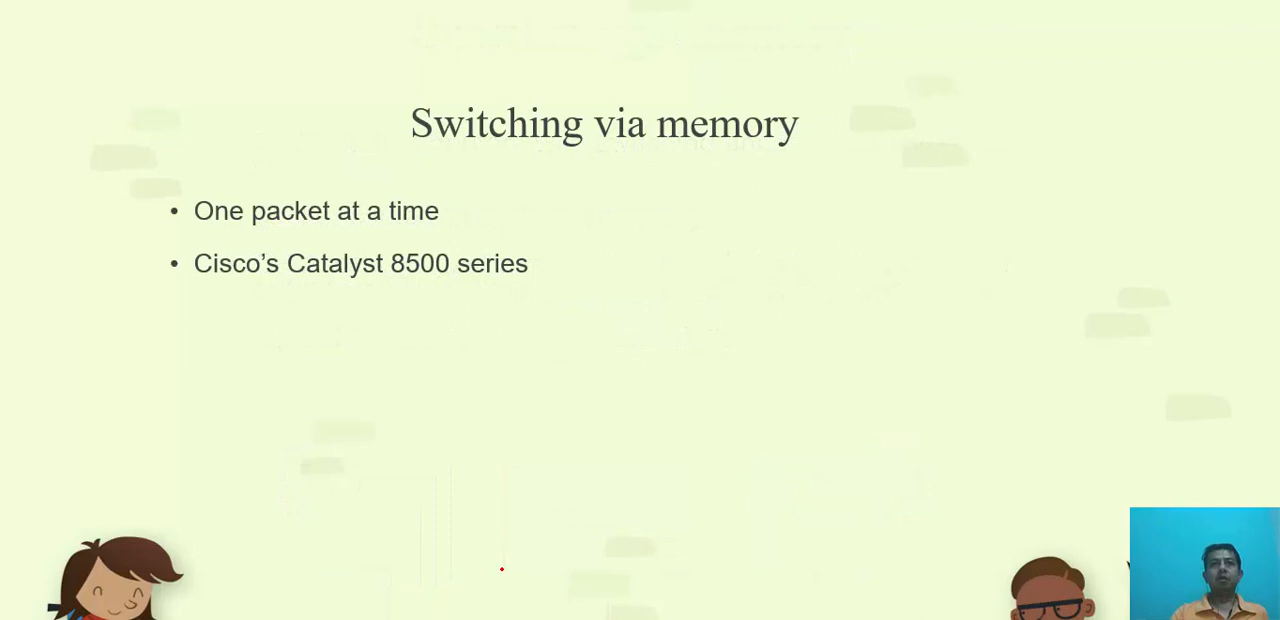 Switching via memory
• One packet at a time
• Cisco’s Catalyst 8500 series